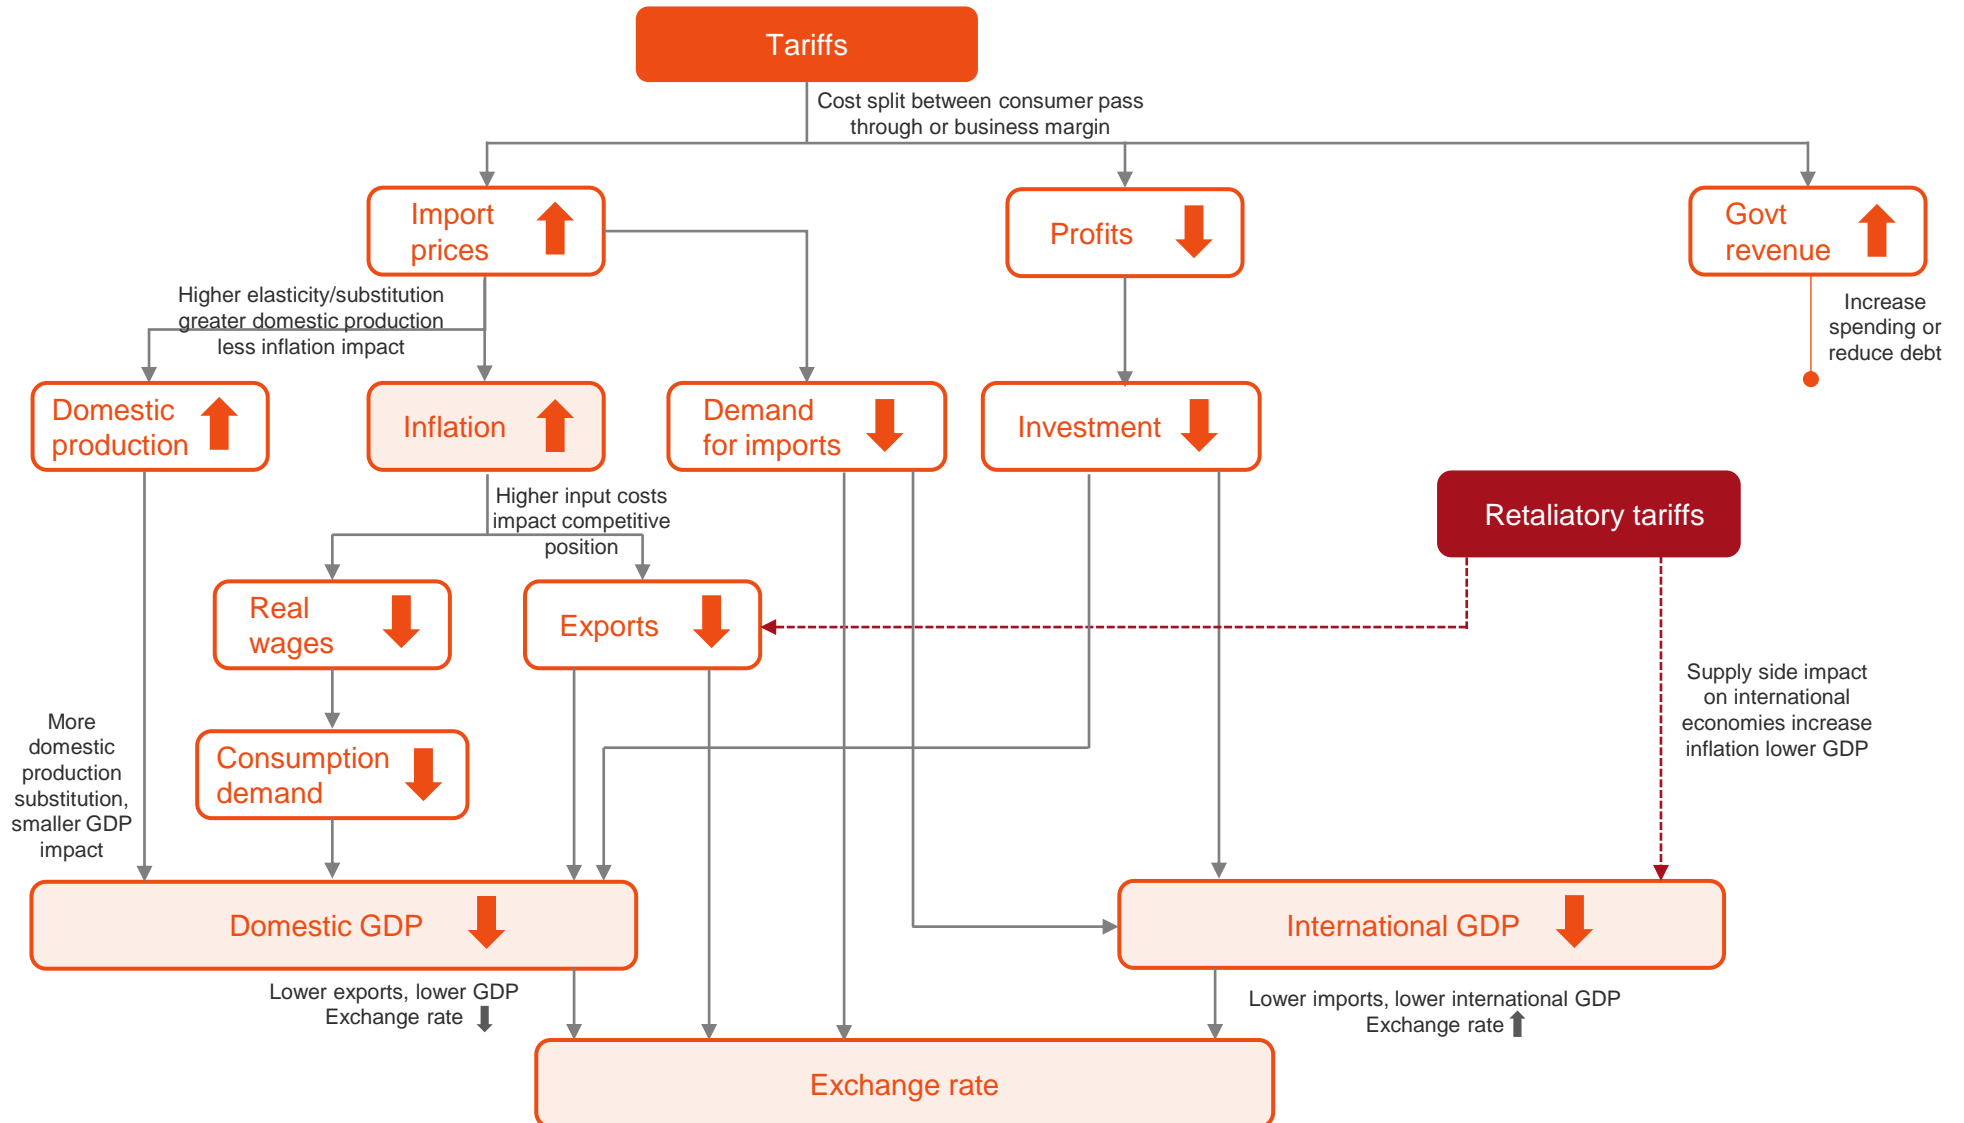 Tariffs
Cost split between consumer pass
through or business margin
Import
prices
Profits
Govt
revenue
Higher elasticity/substitution
greater domestic production
less inflation impact
Increase
spending or
reduce debt
Domestic
production
Inflation
Demand
for imports
Investment
Higher input costs
impact competitive
position
Retaliatory tariffs
Real
wages
Exports
Supply side impact
on international
economies increase
inflation lower GDP
More
domestic
production
substitution,
smaller GDP
impact
Consumption
demand
Domestic GDP
International GDP
Lower exports, lower GDP
Exchange rate
Lower imports, lower international GDP
Exchange rate
Exchange rate